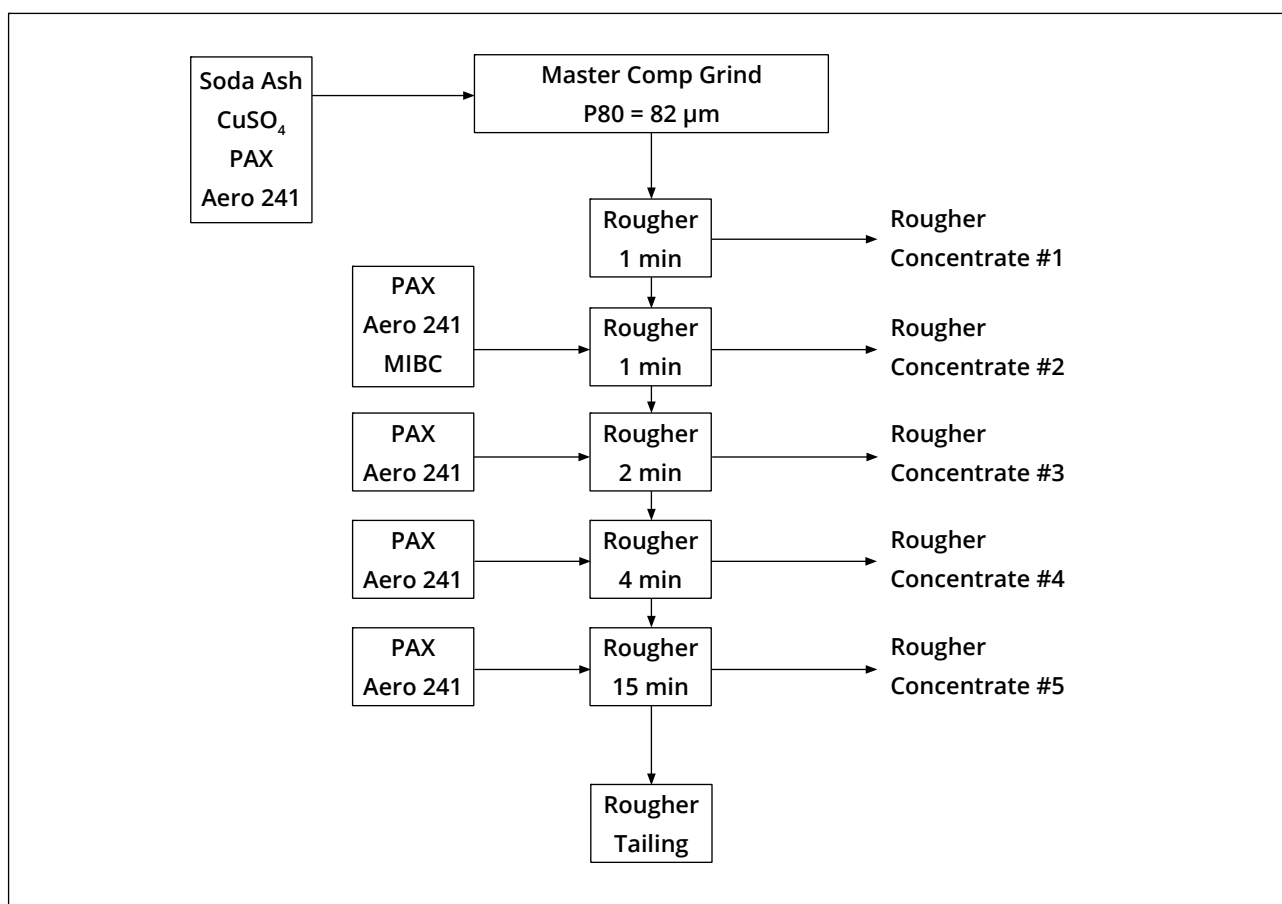 Soda Ash
CuSO₄
PAX
Aero 241
Master Comp Grind
P80 = 82 µm
Rougher
1 min
Rougher
Concentrate #1
PAX
Aero 241
MIBC
Rougher
1 min
Rougher
Concentrate #2
PAX
Aero 241
Rougher
2 min
Rougher
Concentrate #3
PAX
Aero 241
Rougher
4 min
Rougher
Concentrate #4
PAX
Aero 241
Rougher
15 min
Rougher
Concentrate #5
Rougher
Tailing